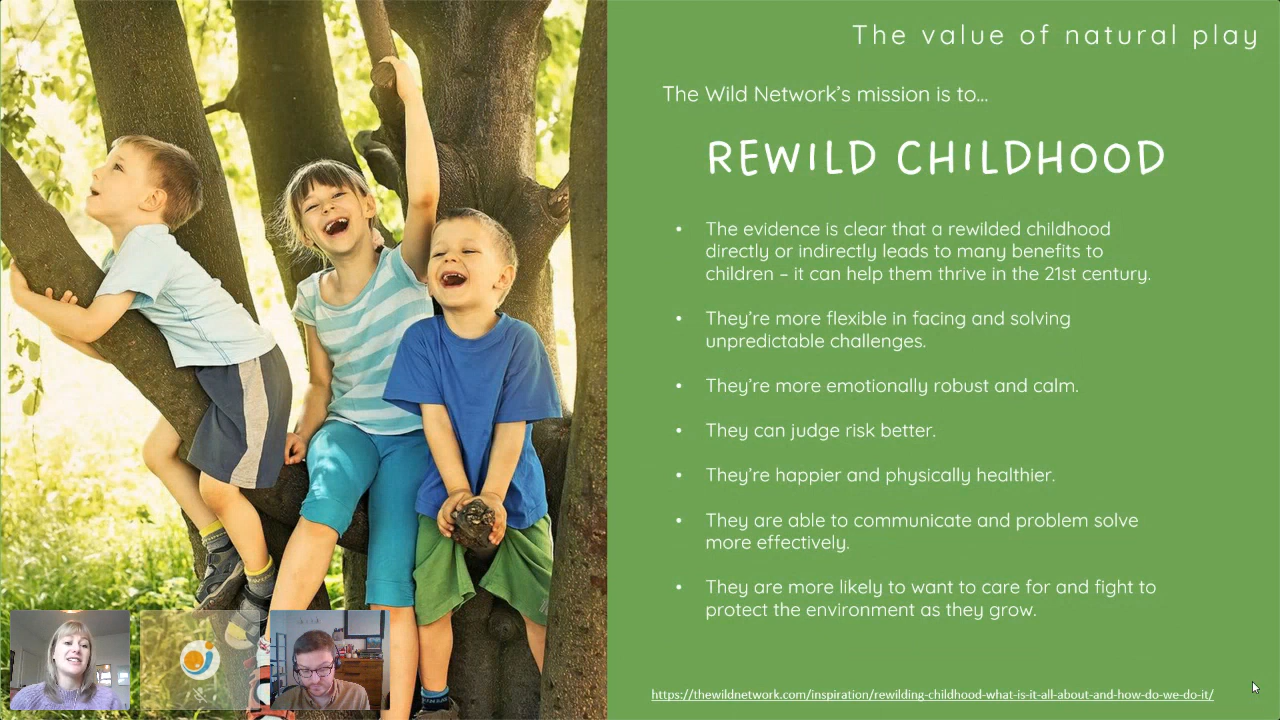 The value of natural play
The Wild Network's mission is to...
REWILD CHILDHOOD
• The evidence is clear that a rewilded childhood
directly or indirectly leads to many benefits to
children – it can help them thrive in the 21st century.
• They're more flexible in facing and solving
unpredictable challenges.
• They're more emotionally robust and calm.
• They can judge risk better.
• They're happier and physically healthier.
• They are able to communicate and problem solve
more effectively.
• They are more likely to want to care for and fight to
protect the environment as they grow.
https://thewildnetwork.com/inspiration/rewilding-childhood-what-is-it-all-about-and-how-do-we-do-it/